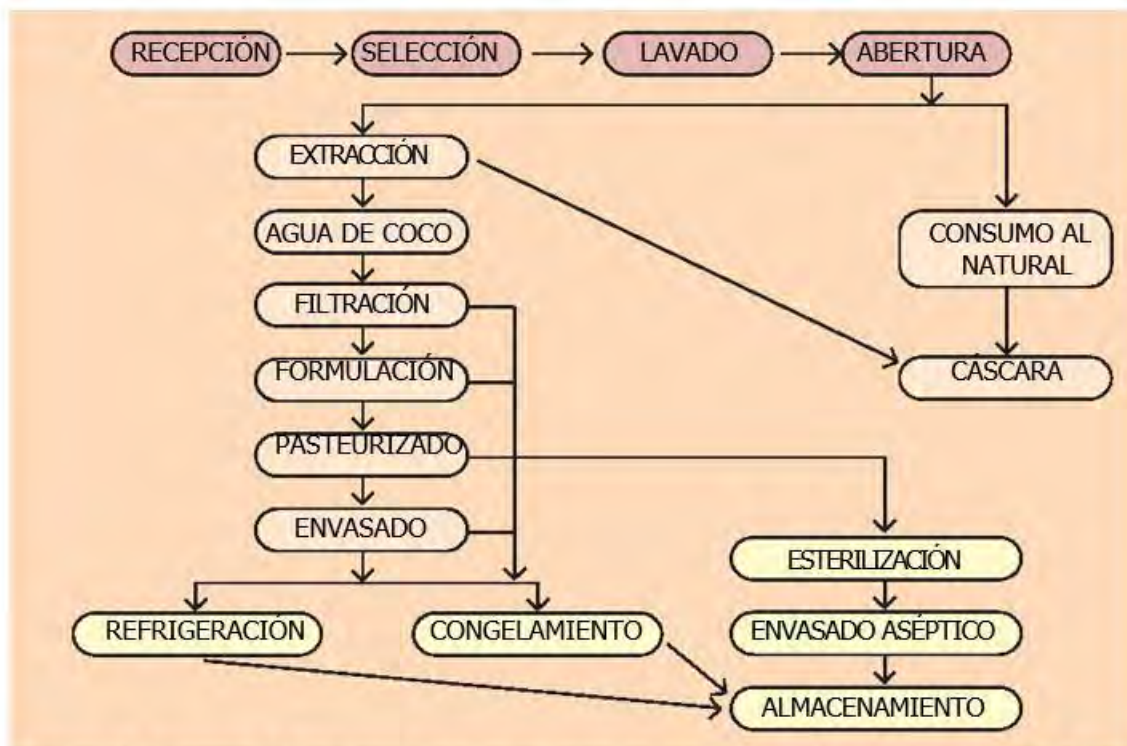 RECEPCIÓN
SELECCIÓN
LAVADO
ABERTURA
EXTRACCIÓN
AGUA DE COCO
CONSUMO AL
NATURAL
FILTRACIÓN
FORMULACIÓN
CÁSCARA
PASTEURIZADO
ENVASADO
ESTERILIZACIÓN
REFRIGERACIÓN
CONGELAMIENTO
ENVASADO ASÉPTICO
ALMACENAMIENTO